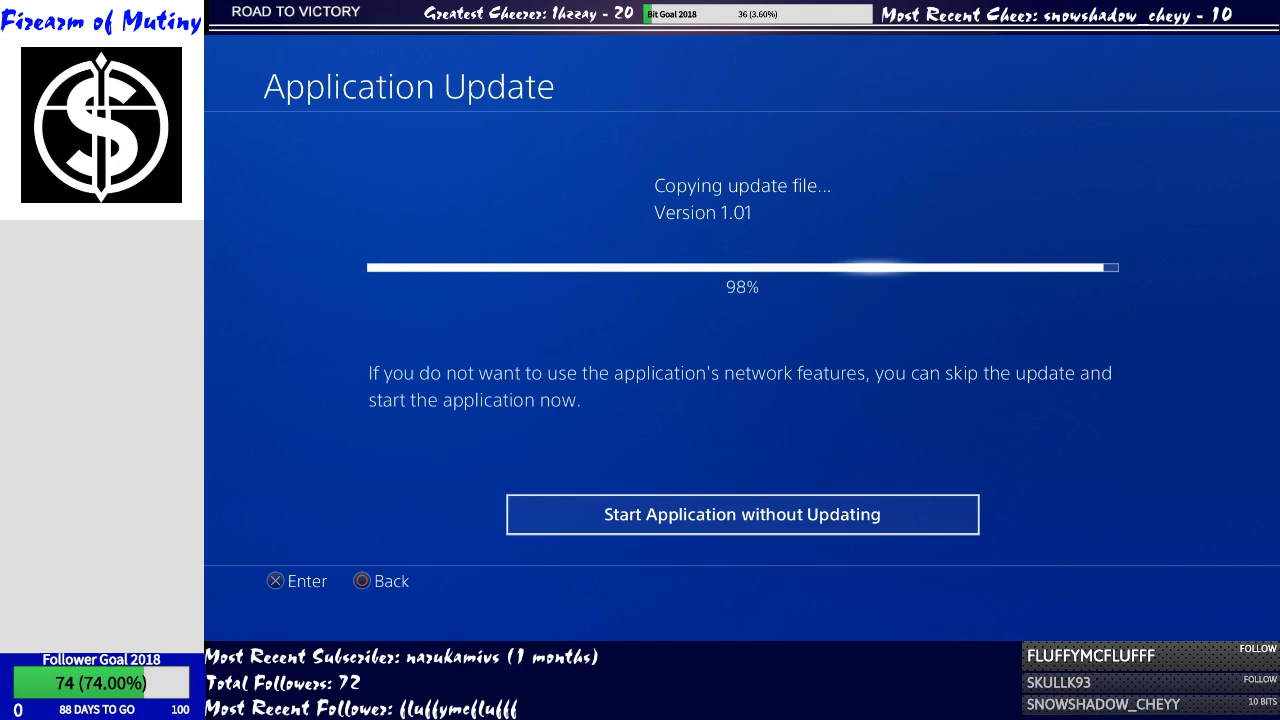 Firearm of Mutiny
ROAD TO VICTORY
Greatest Cheerer: 1hzzay - 20
Bit Goal 2018
36 (3.60%)
Most Recent Cheer: snowshadow_cheyy - 10
Application Update
Copying update file...
Version 1.01
98%
If you do not want to use the application's network features, you can skip the update and
start the application now.
Start Application without Updating
Enter
Back
Follower Goal 2018
74 (74.00%)
0
88 DAYS TO GO
100
Most Recent Subscriber: narukamivs (1 months)
Total Followers: 72
Most Recent Follower: fluffymcflufff
FLUFFYMCFLUFFF
FOLLOW
SKULLK93
FOLLOW
SNOWSHADOW_CHEYY
10 BITS